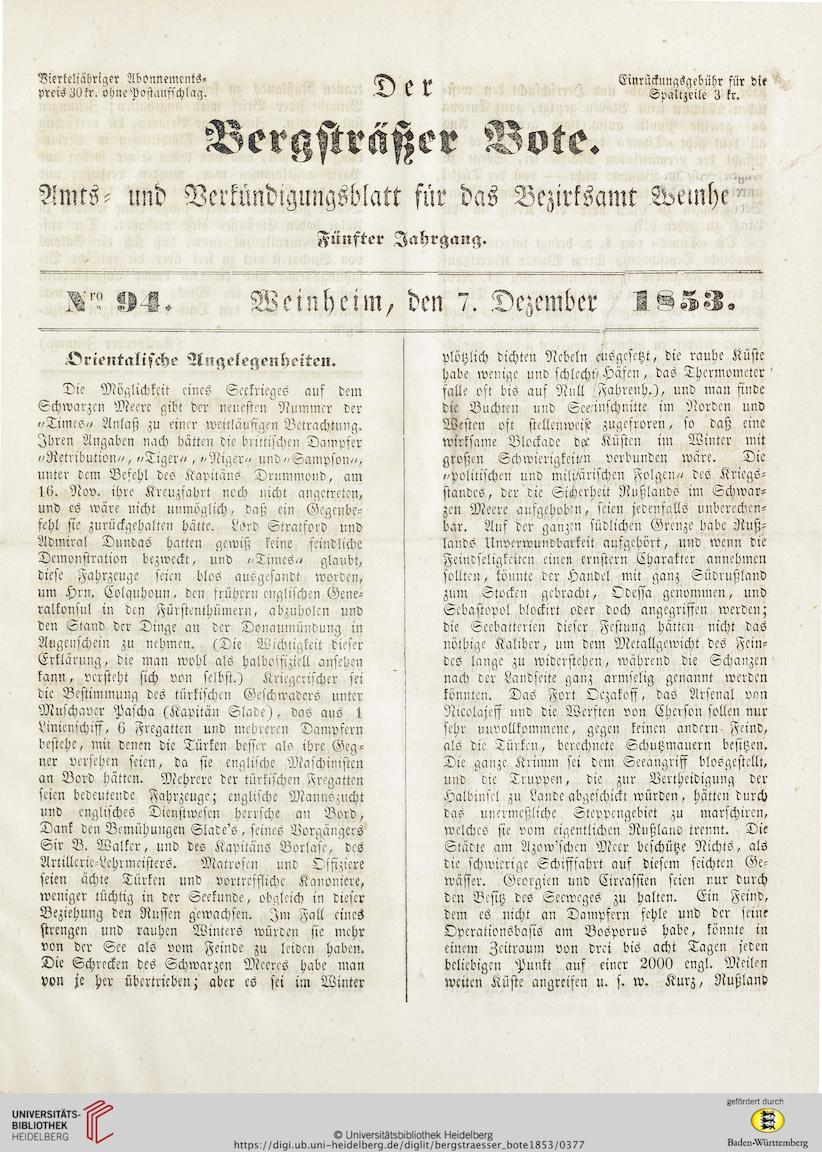 Vierteljähriger Abonnements-
preis 30 kr. ohne Postaufschlag.
Der
Einrückungsgebühr für die
Spaltzeile 3 kr.
Bergsträßer Bote.
Amts- und Verkündigungsblatt für das Bezirksamt Weinhe
Fünfter Jahrgang.
Nro 94. Weinheim, den 7. Dezember 1853.
Orientalische Angelegenheiten.
Die Möglichkeit eines Seekrieges auf dem
Schwarzen Meere gibt der neuesten Nummer der
„Times„ Anlaß zu einer weitläufigen Betrachtung.
Ihren Angaben nach hätten die brittischen Dampfer
„Retribution„, „Tiger„, „Niger„ und „Sampson„,
unter dem Befehl des Kapitäns Drummond, am
16. Nov. ihre Kreuzfahrt noch nicht angetreten,
und es wäre nicht unmöglich, daß ein Gegenbe-
fehl sie zurückgehalten hätte. Lord Stratford und
Admiral Dundas hatten gewiß keine feindliche
Demonstration bezweckt, und „Times„ glaubt,
diese Fahrzeuge seien blos ausgesandt worden,
um Hrn. Colquhoun, den frühern englischen Gene-
ralkonsul in den Fürstenthümern, abzuholen und
den Stand der Dinge an der Donaumündung in
Augenschein zu nehmen. (Die Wichtigkeit dieser
Erklärung, die man wohl als halboffiziell ansehen
kann, versteht sich von selbst.) Kriegerischer sei
die Bestimmung des türkischen Geschwaders unter
Muschaver Pascha (Kapitän Slade), das aus 1
Linienschiff, 6 Fregatten und mehreren Dampfern
bestehe, mit denen die Türken besser als ihre Geg-
ner versehen seien, da sie englische Maschinisten
an Bord hätten. Mehrere der türkischen Fregatten
seien bedeutende Fahrzeuge; englische Mannszucht
und englisches Dienstwesen herrsche an Bord,
Dank den Bemühungen Slade's, seines Vorgängers
Sir B. Walker, und des Kapitäns Borlase, des
Artillerie-Lehrmeisters. Matrosen und Offiziere
seien ächte Türken und vortreffliche Kanoniere,
weniger tüchtig in der Seekunde, obgleich in dieser
Beziehung den Russen gewachsen. Im Fall eines
strengen und rauhen Winters würden sie mehr
von der See als vom Feinde zu leiden haben.
Die Schrecken des Schwarzen Meeres habe man
von je her übertrieben; aber es sei im Winter
plötzlich dichten Nebeln ausgesetzt, die rauhe Küste
habe wenige und schlecht Häfen, das Thermometer
falle oft bis auf Null (Fahrenh.), und man finde
die Buchten und Seeinschnitte im Norden und
Westen oft stellenweise zugefroren, so daß eine
wirksame Blockade der Küsten im Winter mit
großen Schwierigkeiten verbunden wäre. Die
„politischen und militärischen Folgen„ des Kriegs-
standes, der die Sicherheit Rußlands im Schwar-
zen Meere aufgehoben, seien jedenfalls unberechen-
bar. Auf der ganzen südlichen Grenze habe Ruß-
lands Unverwundbarkeit aufgehört, und wenn die
Feindseligkeiten einen ernstern Charakter annehmen
sollten, könnte der Handel mit ganz Südrußland
zum Stocken gebracht, Odessa genommen, und
Sebastopol blockirt oder doch angegriffen werden;
die Seebatterien dieser Festung hätten nicht das
nöthige Kaliber, um dem Metallgewicht des Fein-
des lange zu widerstehen, während die Schanzen
nach der Landseite ganz armselig genannt werden
könnten. Das Fort Oczakoff, das Arsenal von
Nicolajeff und die Werften von Cherson sollen nur
sehr unvollkommene, gegen keinen andern Feind,
als die Türken, berechnete Schutzmauern besitzen.
Die ganze Krimm sei dem Seeangriff blosgestellt,
und die Truppen, die zur Vertheidigung der
Halbinsel zu Lande abgeschickt würden, hätten durch
das unermeßliche Steppengebiet zu marschiren,
welches sie vom eigentlichen Rußland trennt. Die
Städte am Azow'schen Meer beschütze Nichts, als
die schwierige Schifffahrt auf diesem seichten Ge-
wässer. Georgien und Circassien seien nur durch
den Besitz des Seeweges zu halten. Ein Feind,
dem es nicht an Dampfern fehle und der seine
Operationsbasis am Bosporus habe, könnte in
einem Zeitraum von drei bis acht Tagen jeden
beliebigen Punkt auf einer 2000 engl. Meilen
weiten Küste angreifen u. s. w. Kurz, Rußland
UNIVERSITÄTS-
BIBLIOTHEK
HEIDELBERG
© Universitätsbibliothek Heidelberg
https://digi.ub.uni-heidelberg.de/diglit/bergstraesser_bote1853/0377
gefördert durch
Baden-Württemberg